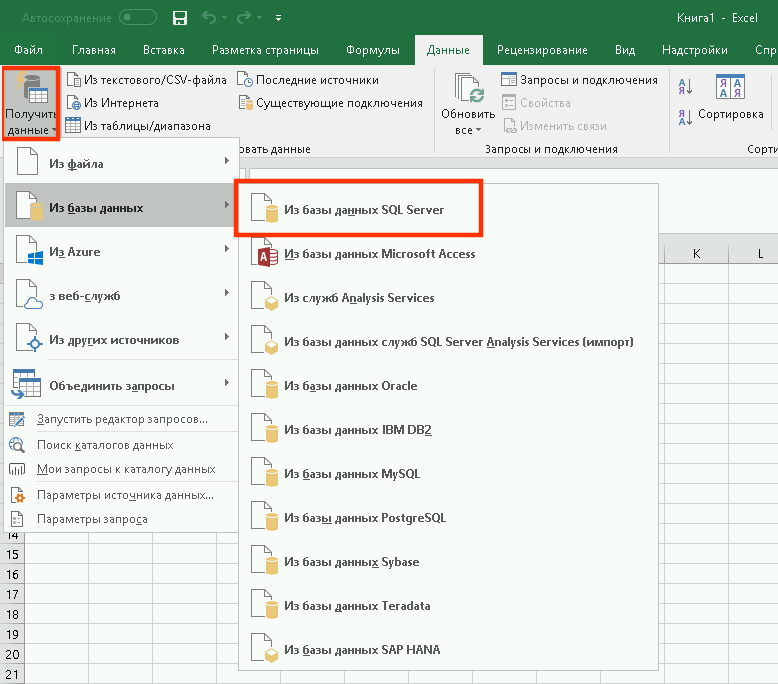 Автосохранение
Книга1 - Excel
Файл Главная Вставка Разметка страницы Формулы Данные Рецензирование Вид Надстройки Спр
Получить данные
Из текстового/CSV-файла
Из Интернета
Из таблицы/диапазона
Последние источники
Существующие подключения
овать данные
Обновить все
Запросы и подключения
Свойства
Изменить связи
Запросы и подключения
Сортировка
Сорти
Из файла
Из базы данных
Из Azure
з веб-служб
Из других источников
Объединить запросы
Запустить редактор запросов...
Поиск каталогов данных
Мои запросы к каталогу данных
Параметры источника данных...
Параметры запроса
Из базы данных SQL Server
Из базы данных Microsoft Access
Из служб Analysis Services
Из базы данных служб SQL Server Analysis Services (импорт)
Из базы данных Oracle
Из базы данных IBM DB2
Из базы данных MySQL
Из базы данных PostgreSQL
Из базы данных Sybase
Из базы данных Teradata
Из базы данных SAP HANA
K L
14
15
16
17
18
19
20
21